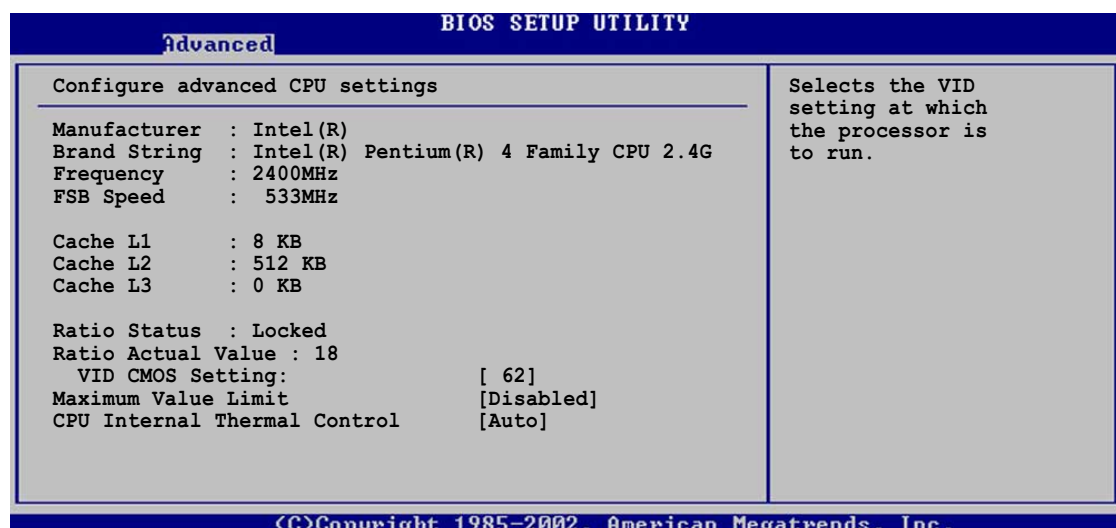 BIOS SETUP UTILITY
Advanced
Configure advanced CPU settings
Manufacturer : Intel(R)
Brand String : Intel(R) Pentium(R) 4 Family CPU 2.4G
Frequency : 2400MHz
FSB Speed : 533MHz
Cache L1 : 8 KB
Cache L2 : 512 KB
Cache L3 : 0 KB
Ratio Status : Locked
Ratio Actual Value : 18
VID CMOS Setting: [ 62]
Maximum Value Limit [Disabled]
CPU Internal Thermal Control [Auto]
Selects the VID
setting at which
the processor is
to run.
(C)Copyright 1985-2002, American Megatrends, Inc.